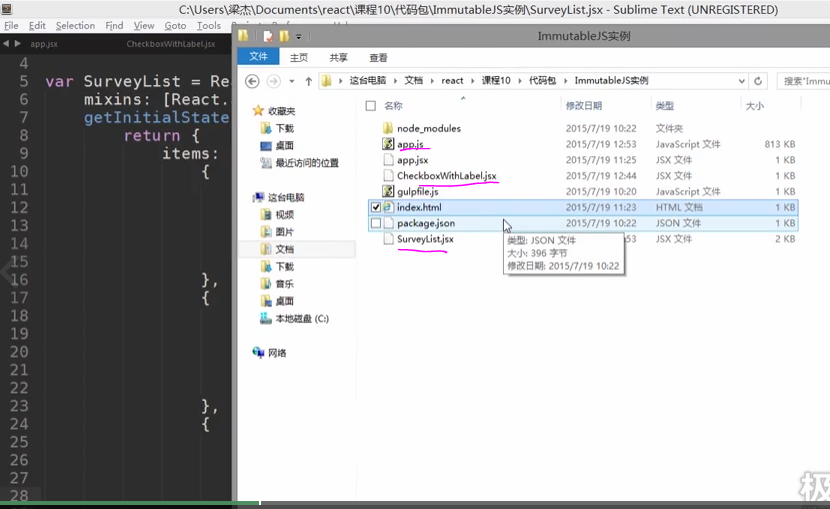 C:\Users\梁杰\Documents\react\课程10\代码包\ImmutableJS实例\SurveyList.jsx - Sublime Text (UNREGISTERED)
File Edit Selection Find View Goto Tools
app.jsx CheckboxWithLabel.jsx
4
5 var SurveyList = Re
6 mixins: [React.
7 getInitialState
8 return {
9 items:
10 {
11
12
13
14
15
16 },
17 {
18
19
20
21
22
23 },
24 {
25
26
27
28
ImmutableJS实例
文件 主页 共享 查看
这台电脑 文档 react 课程10 代码包 ImmutableJS实例 搜索"Immu
收藏夹
下载
桌面
最近访问的位置
这台电脑
视频
图片
文档
下载
音乐
桌面
本地磁盘 (C:)
网络
名称 修改日期 类型 大小
node_modules 2015/7/19 10:22 文件夹
app.js 2015/7/19 12:53 JavaScript 文件 813 KB
app.jsx 2015/7/19 11:25 JSX 文件 1 KB
CheckboxWithLabel.jsx 2015/7/19 12:44 JSX 文件 1 KB
gulpfile.js 2015/7/19 10:20 JavaScript 文件 1 KB
index.html 2015/7/19 11:23 HTML 文档 1 KB
package.json 2015/7/19 10:22 JSON 文件 1 KB
SurveyList.jsx :53 JSX 文件 2 KB
类型: JSON 文件
大小: 396 字节
修改日期: 2015/7/19 10:22
极